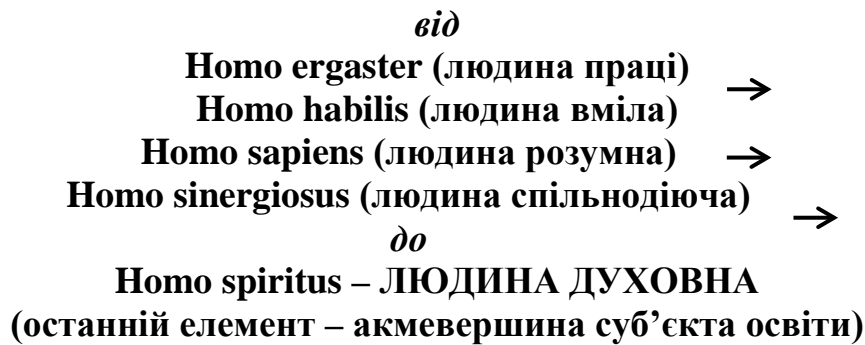 від
Homo ergaster (людина праці) →
Homo habilis (людина вміла)
Homo sapiens (людина розумна) →
Homo sinergiosus (людина спільнодіюча) →
до
Homo spiritus – ЛЮДИНА ДУХОВНА
(останній елемент – акмевершина суб’єкта освіти)